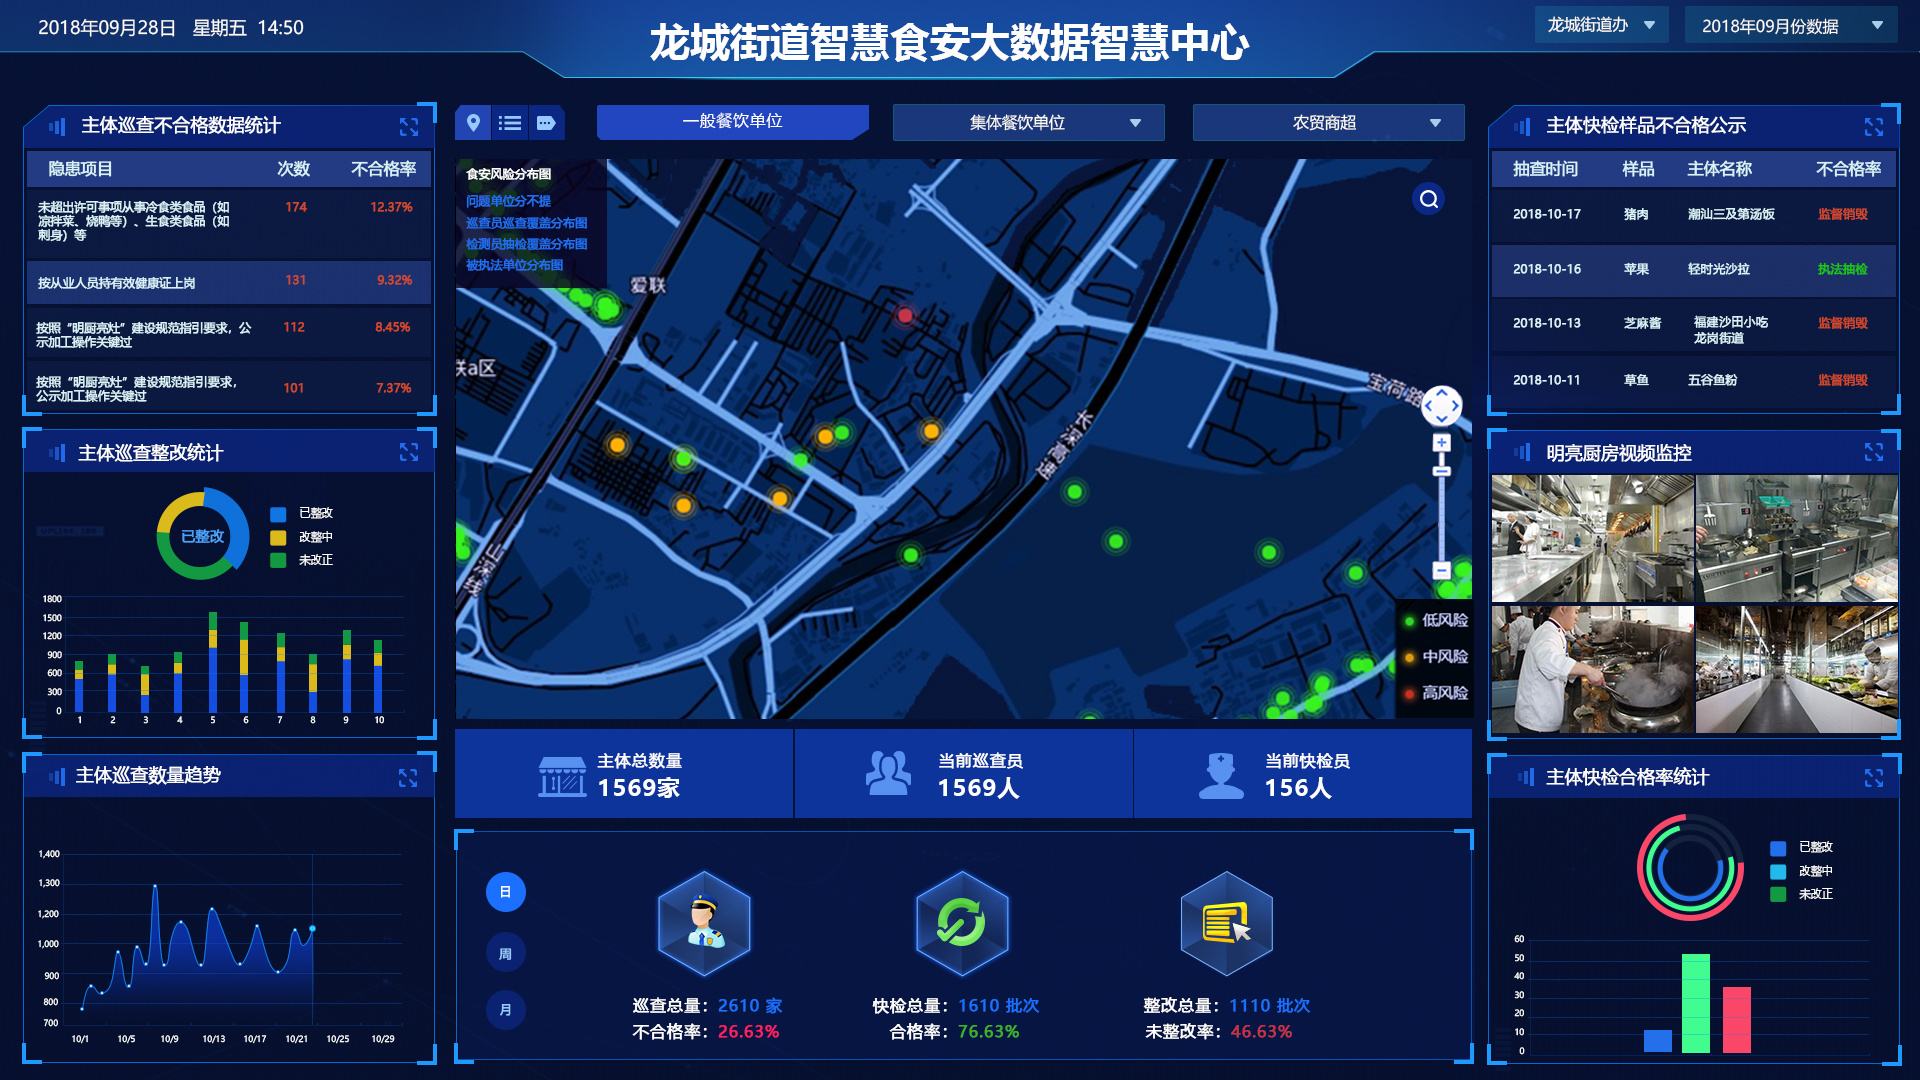 2018年09月28日 星期五 14:50
龙城街道智慧食安大数据智慧中心
龙城街道办
2018年09月份数据
主体巡查不合格数据统计
隐患项目 次数 不合格率
未超出许可事项从事冷食类食品（如
凉拌菜、烧鸭等）、生食类食品（如
刺身）等
174 12.37%
按从业人员持有效健康证上岗 131 9.32%
按照“明厨亮灶”建设规范指引要求，公
示加工操作关键过
112 8.45%
按照“明厨亮灶”建设规范指引要求，
公示加工操作关键过
101 7.37%
主体巡查整改统计
已整改
已整改
改整中
未改正
1800
1500
1200
900
600
300
0
1 2 3 4 5 6 7 8 9 10
主体巡查数量趋势
1,400
1,300
1,200
1,000
900
800
700
10/1 10/5 10/9 10/13 10/17 10/21 10/25 10/29
一般餐饮单位
集体餐饮单位
农贸商超
食安风险分布图
问题单位分不提
巡查员巡查覆盖分布图
检测员抽检覆盖分布图
被执法单位分布图
爱联
联a区
宝荷路
长深高速
低风险
中风险
高风险
主体总数量
1569家
当前巡查员
1569人
当前快检员
156人
日
周
月
巡查总量：2610 家
不合格率：26.63%
快检总量：1610 批次
合格率：76.63%
整改总量：1110 批次
未整改率：46.63%
主体快检样品不合格公示
抽查时间 样品 主体名称 不合格率
2018-10-17 猪肉 潮汕三及第汤饭 监督销毁
2018-10-16 苹果 轻时光沙拉 执法抽检
2018-10-13 芝麻酱 福建沙田小吃
龙岗街道
监督销毁
2018-10-11 草鱼 五谷鱼粉 监督销毁
明亮厨房视频监控
主体快检合格率统计
已整改
改整中
未改正
60
50
40
30
20
10
0